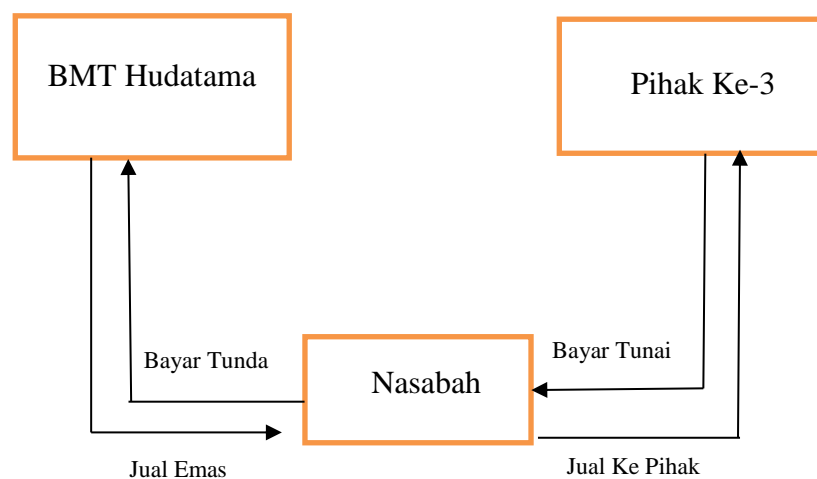 BMT Hudatama
Pihak Ke-3
Bayar Tunda
Nasabah
Bayar Tunai
Jual Emas
Jual Ke Pihak